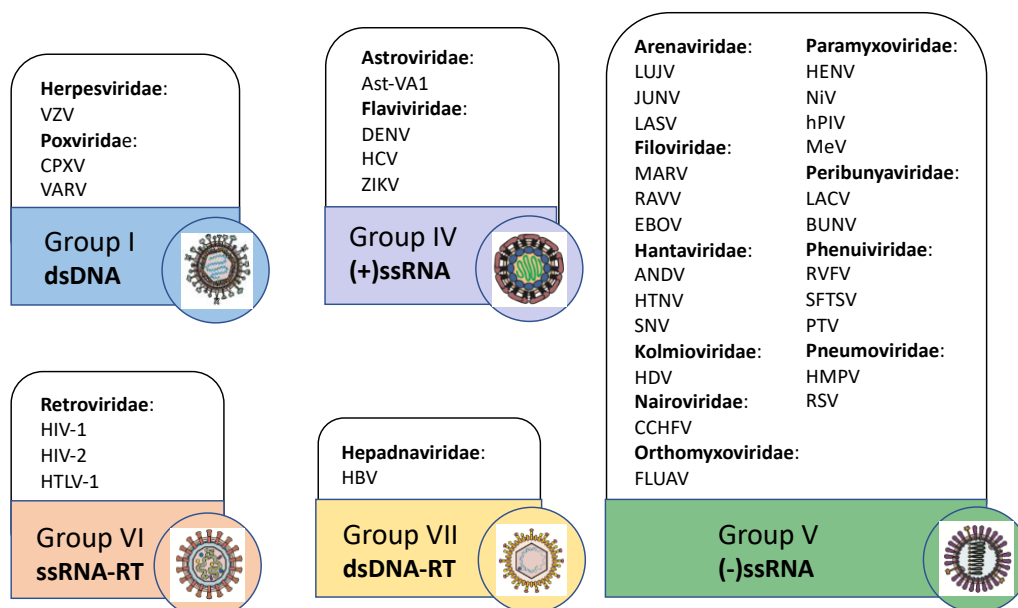 Herpesviridae:
VZV
Poxviridae:
CPXV
VARV
Group I
dsDNA
Astroviridae:
Ast-VA1
Flaviviridae:
DENV
HCV
ZIKV
Group IV
(+)ssRNA
Arenaviridae:
LUJV
JUNV
LASV
Filoviridae:
MARV
RAVV
EBOV
Hantaviridae:
ANDV
HTNV
SNV
Kolmioviridae:
HDV
Nairoviridae:
CCHFV
Orthomyxoviridae:
FLUAV
Paramyxoviridae:
HENV
NiV
hPIV
MeV
Peribunyaviridae:
LACV
BUNV
Phenuiviridae:
RVFV
SFTSV
PTV
Pneumoviridae:
HMPV
RSV
Group V
(-)ssRNA
Retroviridae:
HIV-1
HIV-2
HTLV-1
Group VI
ssRNA-RT
Hepadnaviridae:
HBV
Group VII
dsDNA-RT